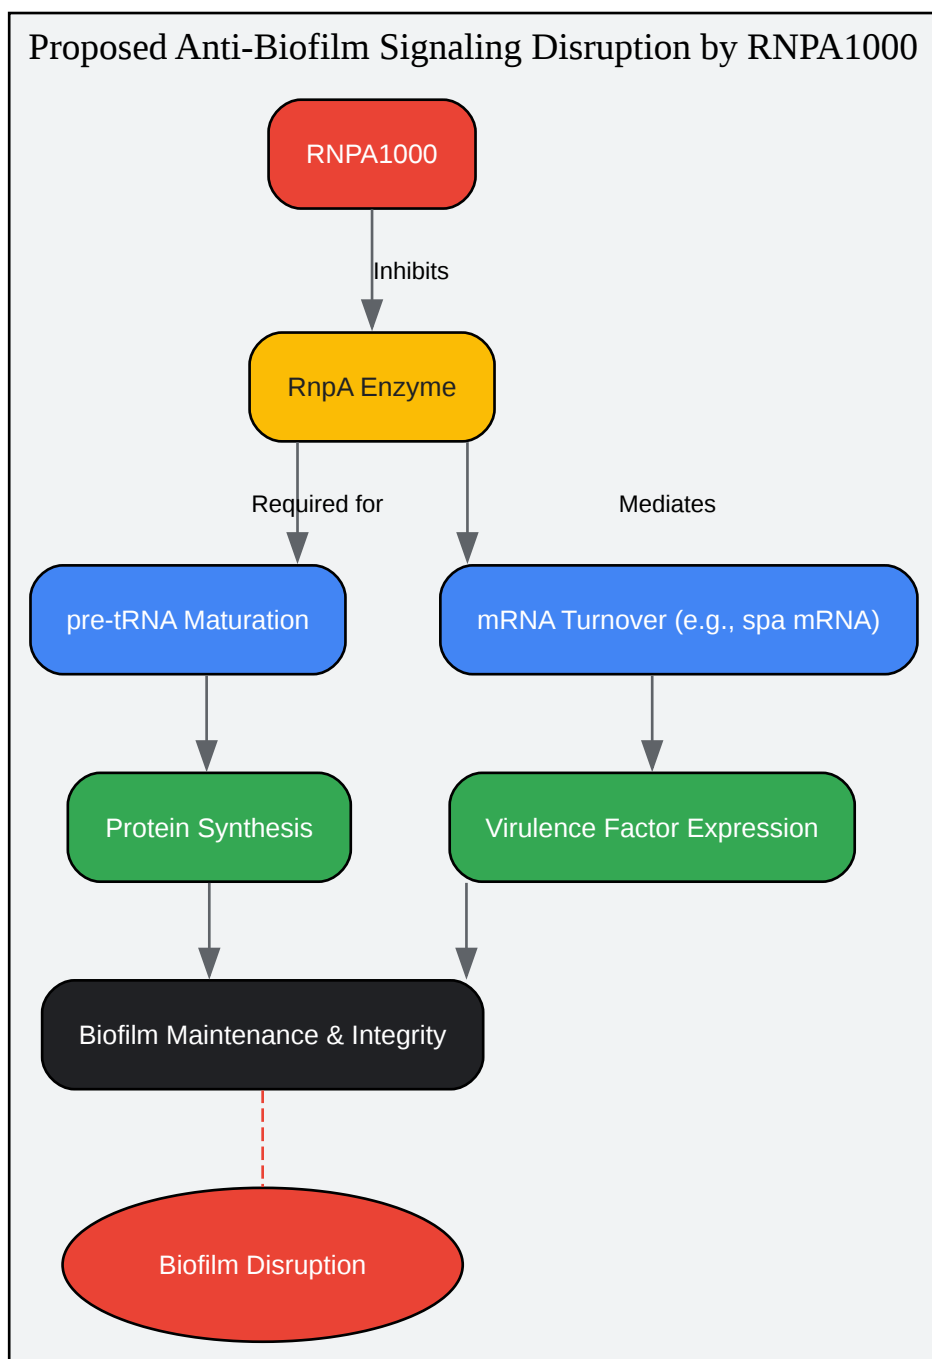 Proposed Anti-Biofilm Signaling Disruption by RNPA1000
RNPA1000
Inhibits
RnpA Enzyme
Required for
Mediates
pre-tRNA Maturation
mRNA Turnover (e.g., spa mRNA)
Protein Synthesis
Virulence Factor Expression
Biofilm Maintenance & Integrity
Biofilm Disruption